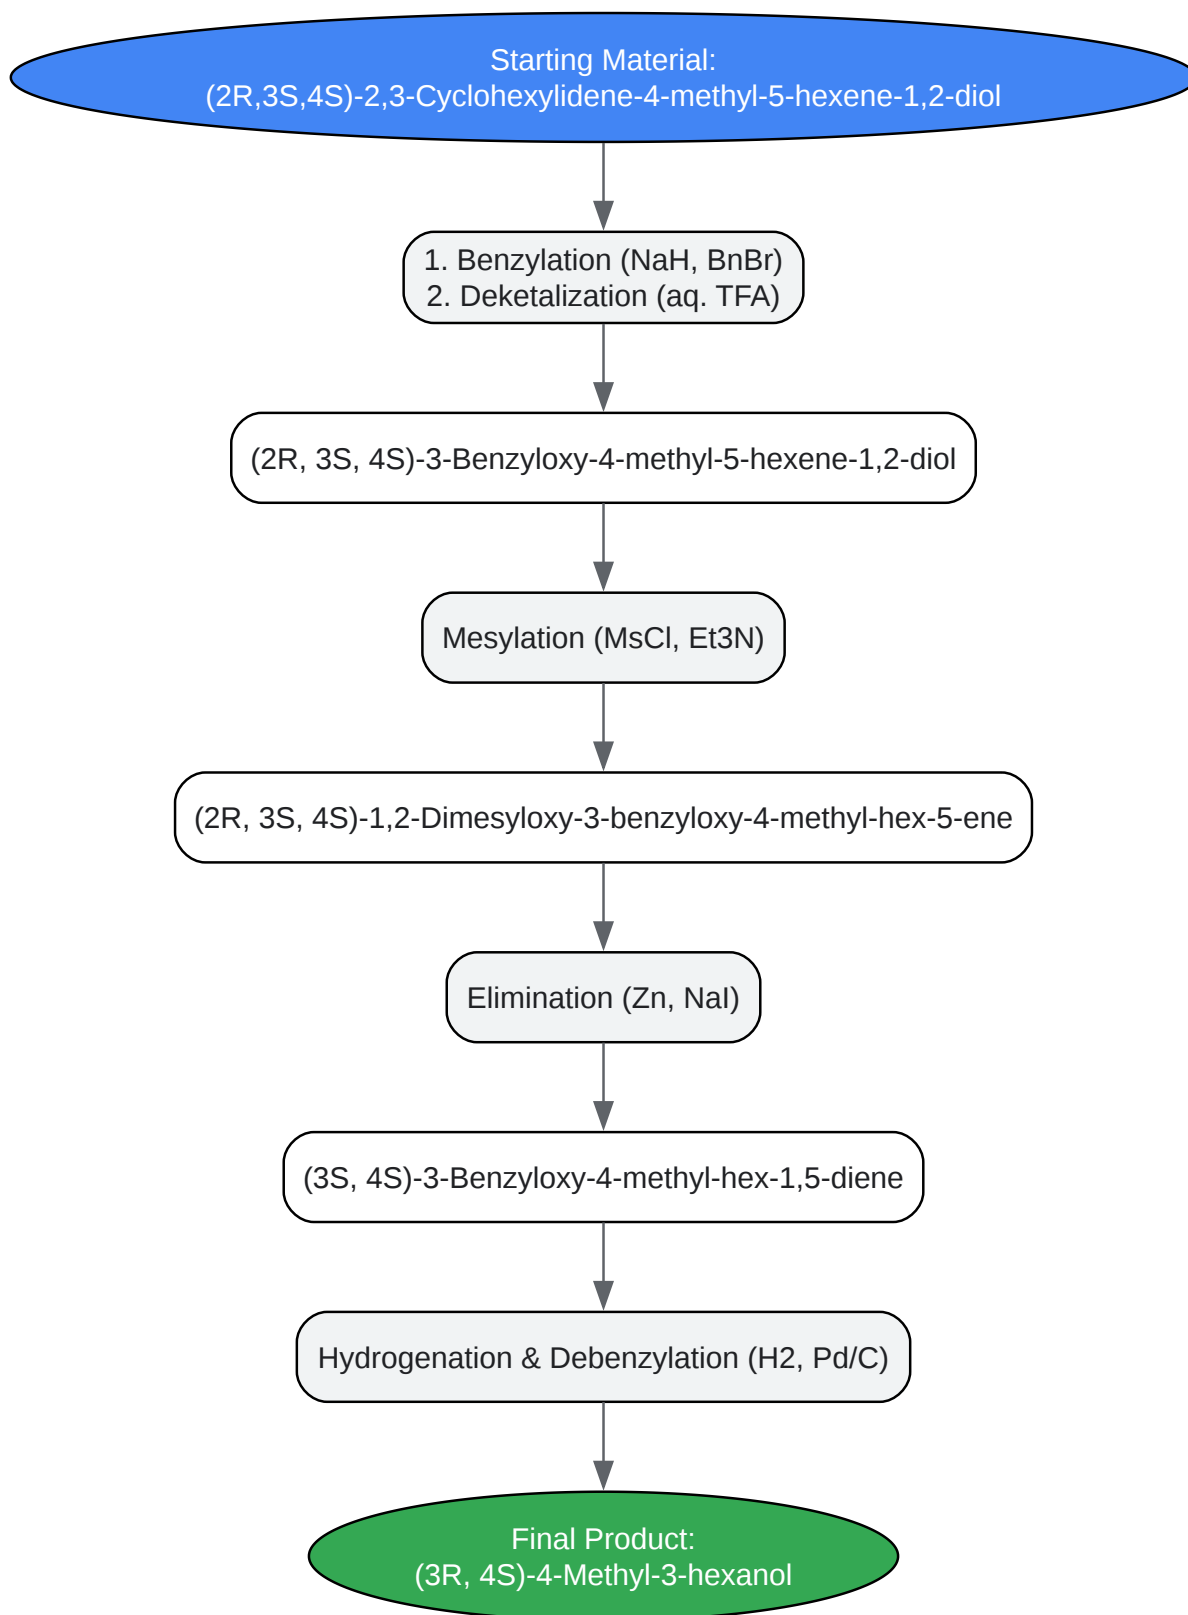 Starting Material:
(2R,3S,4S)-2,3-Cyclohexylidene-4-methyl-5-hexene-1,2-diol
1. Benzylation (NaH, BnBr)
2. Deketalization (aq. TFA)
(2R, 3S, 4S)-3-Benzyloxy-4-methyl-5-hexene-1,2-diol
Mesylation (MsCl, Et3N)
(2R, 3S, 4S)-1,2-Dimesyloxy-3-benzyloxy-4-methyl-hex-5-ene
Elimination (Zn, NaI)
(3S, 4S)-3-Benzyloxy-4-methyl-hex-1,5-diene
Hydrogenation & Debenzylation (H2, Pd/C)
Final Product:
(3R, 4S)-4-Methyl-3-hexanol